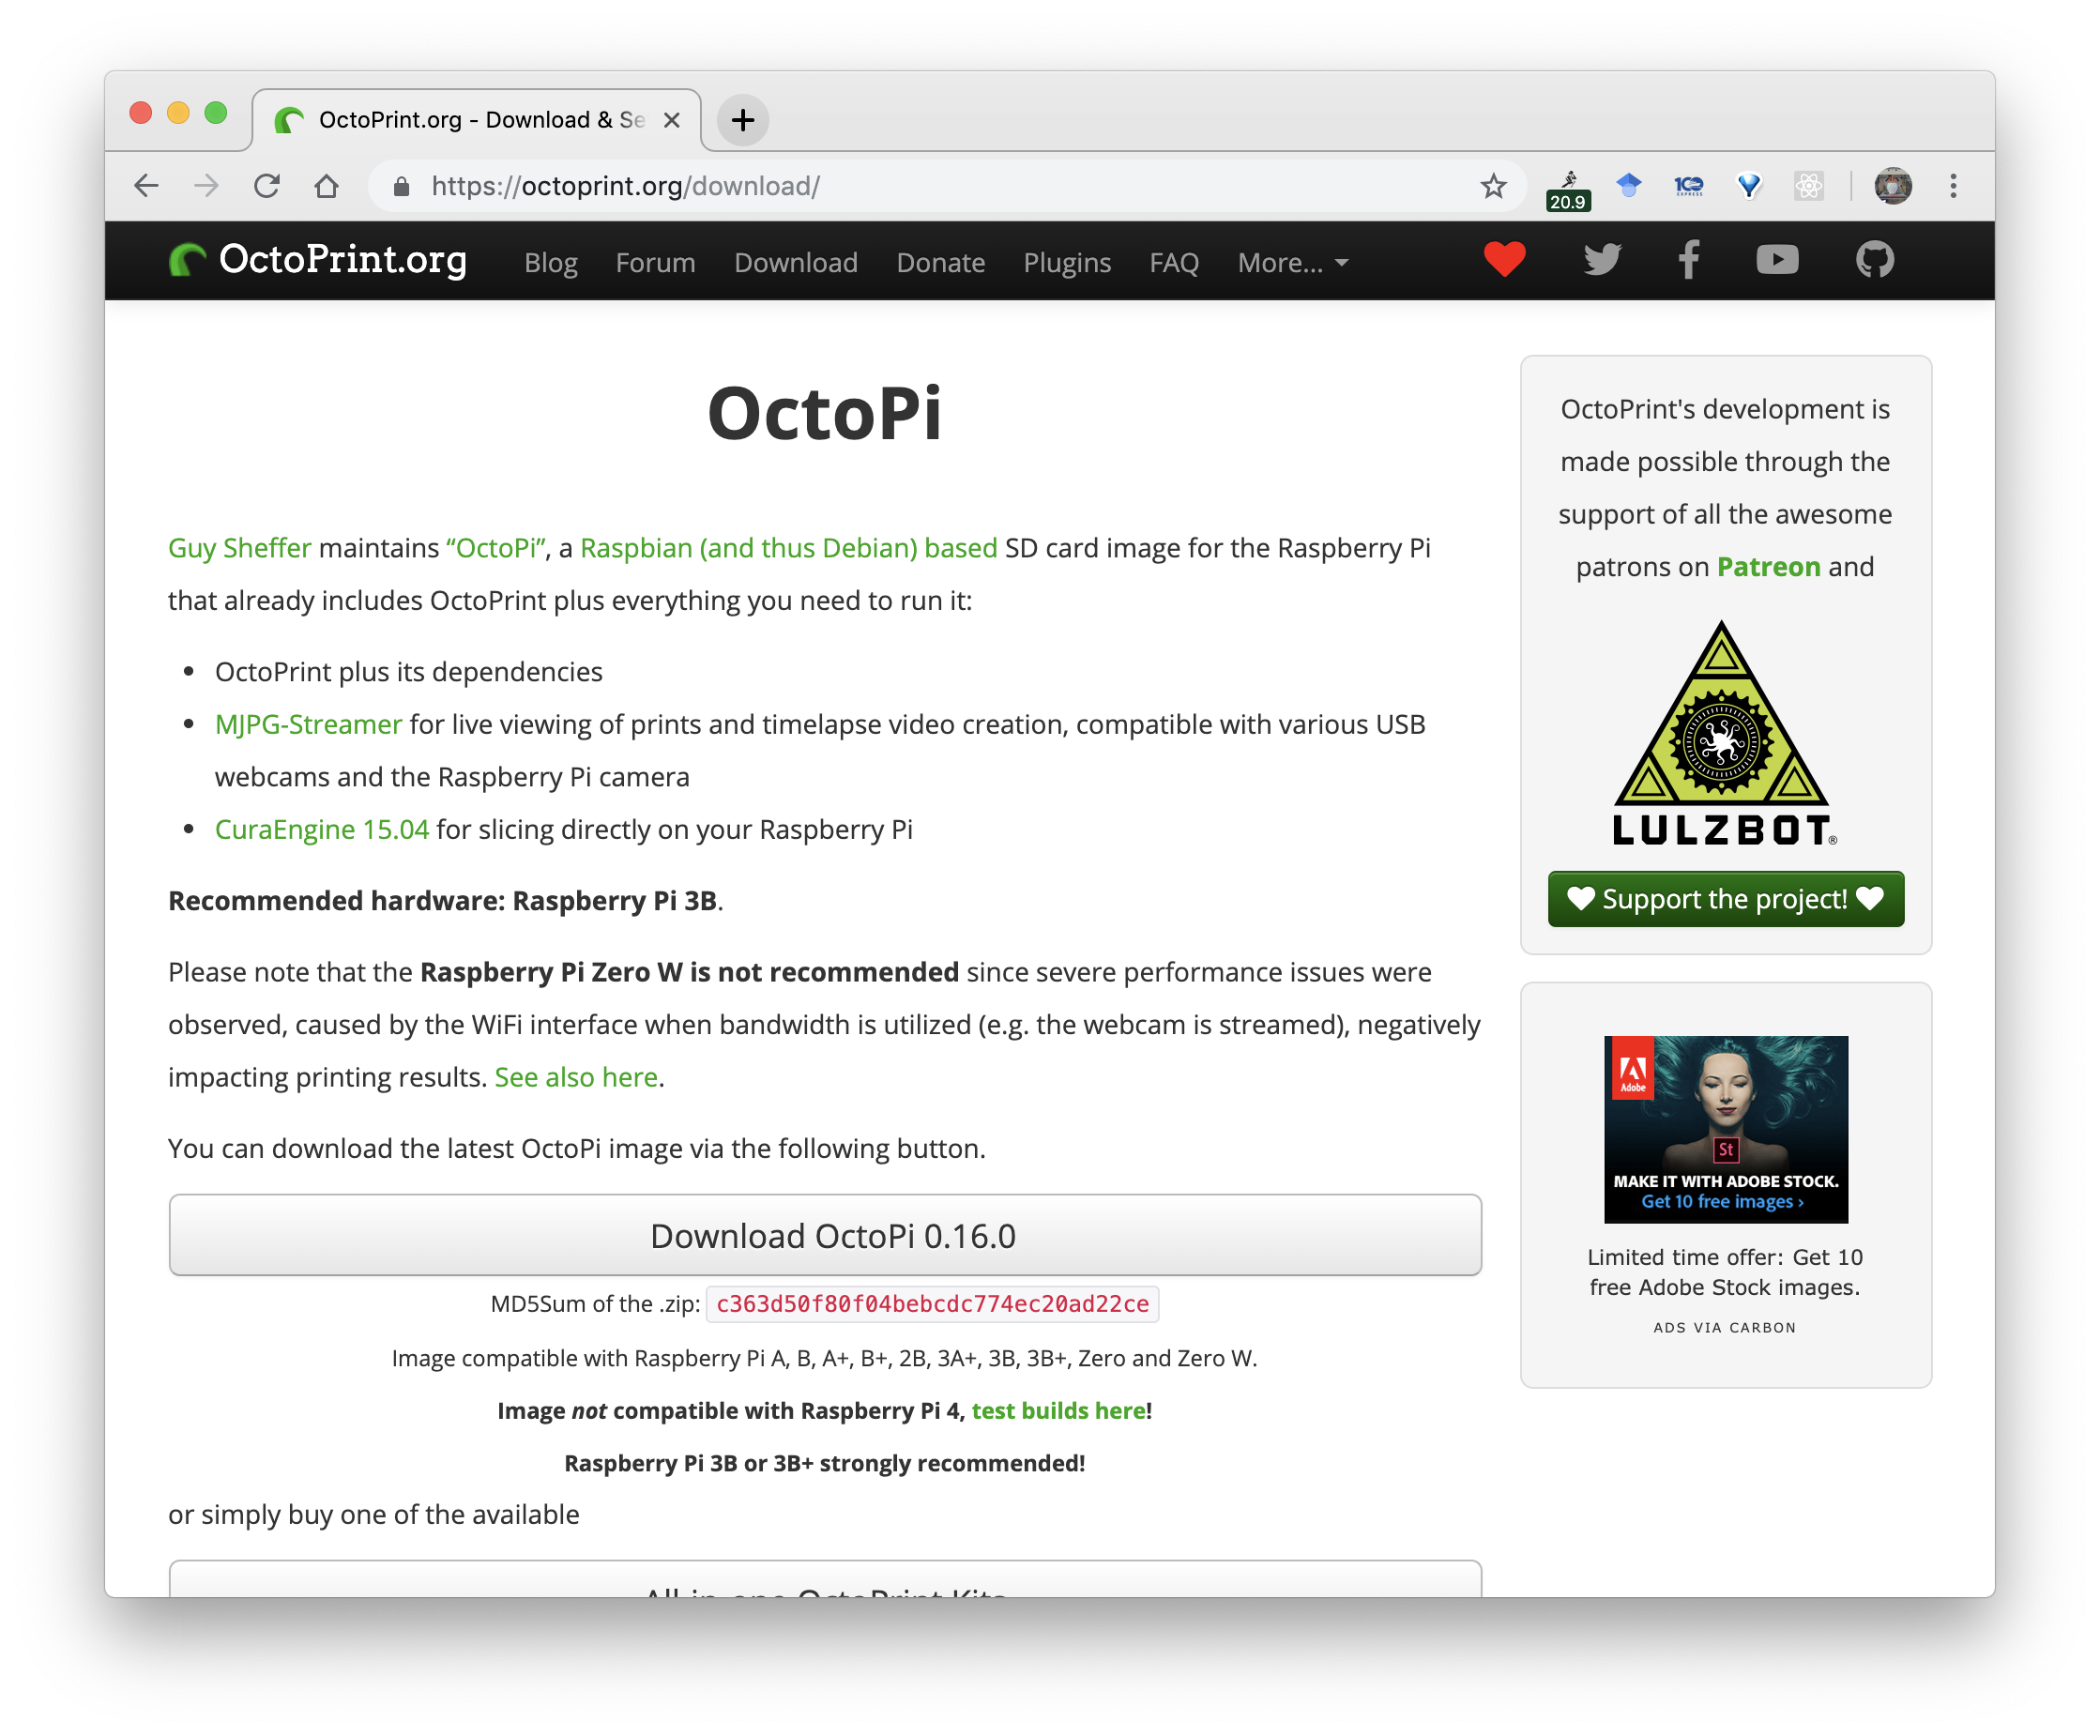 OctoPrint.org - Download & Se
https://octoprint.org/download/
20.9
100
EXPRESS
OctoPrint.org
Blog
Forum
Download
Donate
Plugins
FAQ
More...
OctoPi
Guy Sheffer maintains “OctoPi”, a Raspbian (and thus Debian) based SD card image for the Raspberry Pi
that already includes OctoPrint plus everything you need to run it:
• OctoPrint plus its dependencies
• MJPG-Streamer for live viewing of prints and timelapse video creation, compatible with various USB
webcams and the Raspberry Pi camera
• CuraEngine 15.04 for slicing directly on your Raspberry Pi
Recommended hardware: Raspberry Pi 3B.
Please note that the Raspberry Pi Zero W is not recommended since severe performance issues were
observed, caused by the WiFi interface when bandwidth is utilized (e.g. the webcam is streamed), negatively
impacting printing results. See also here.
You can download the latest OctoPi image via the following button.
Download OctoPi 0.16.0
MD5Sum of the .zip: c363d50f80f04bebcdc774ec20ad22ce
Image compatible with Raspberry Pi A, B, A+, B+, 2B, 3A+, 3B, 3B+, Zero and Zero W.
Image not compatible with Raspberry Pi 4, test builds here!
Raspberry Pi 3B or 3B+ strongly recommended!
or simply buy one of the available
All-in-one OctoPrint Kits
OctoPrint's development is
made possible through the
support of all the awesome
patrons on Patreon and
LULZBOT®
Support the project!
Adobe
St
MAKE IT WITH ADOBE STOCK.
Get 10 free images ›
Limited time offer: Get 10
free Adobe Stock images.
ADS VIA CARBON